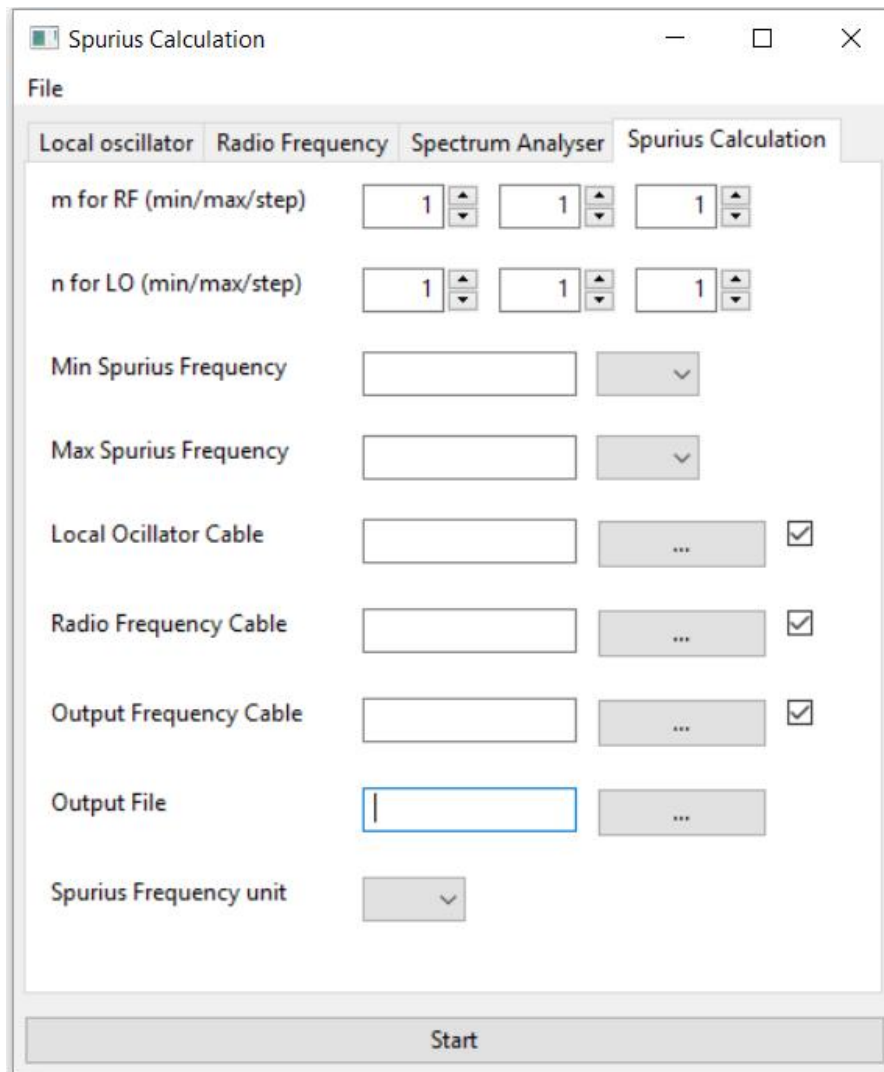 Spurius Calculation
File
Local oscillator Radio Frequency Spectrum Analyser Spurius Calculation
m for RF (min/max/step) 1 1 1
n for LO (min/max/step) 1 1 1
Min Spurius Frequency
Max Spurius Frequency
Local Ocillator Cable ...
Radio Frequency Cable ...
Output Frequency Cable ...
Output File ...
Spurius Frequency unit
Start